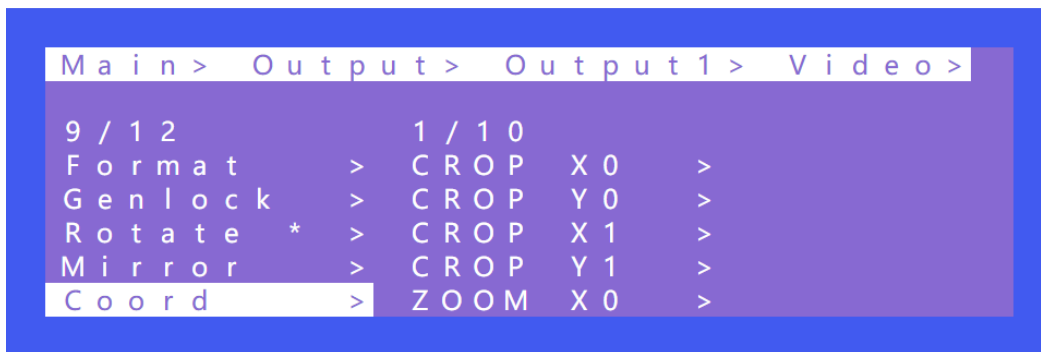 Main> Output> Output1> Video>
9/12 1/10
Format > CROP X0 >
Genlock > CROP Y0 >
Rotate * > CROP X1 >
Mirror > CROP Y1 >
Coord > ZOOM X0 >